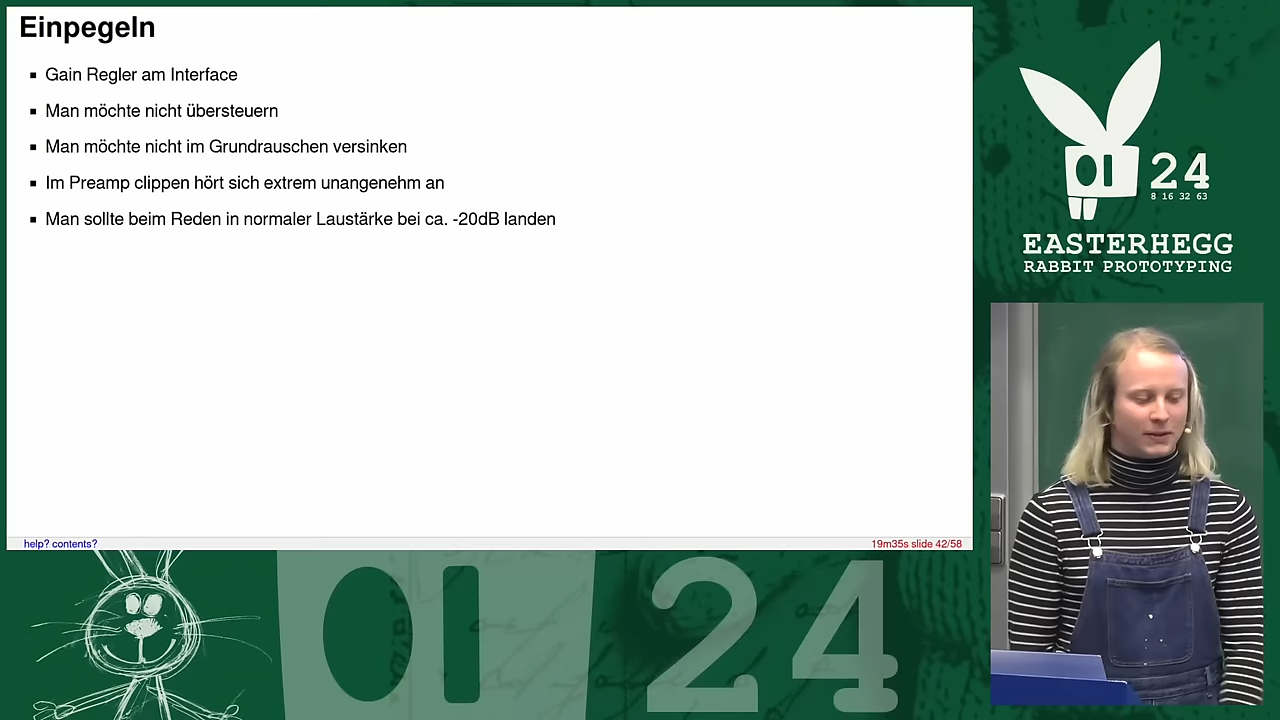 Einpegeln
Gain Regler am Interface
Man möchte nicht übersteuern
Man möchte nicht im Grundrauschen versinken
Im Preamp clippen hört sich extrem unangenehm an
Man sollte beim Reden in normaler Laustärke bei ca. -20dB landen
help? contents?
19m35s slide 42/58
24
8 16 32 63
EASTERHEGG
RABBIT PROTOTYPING
24